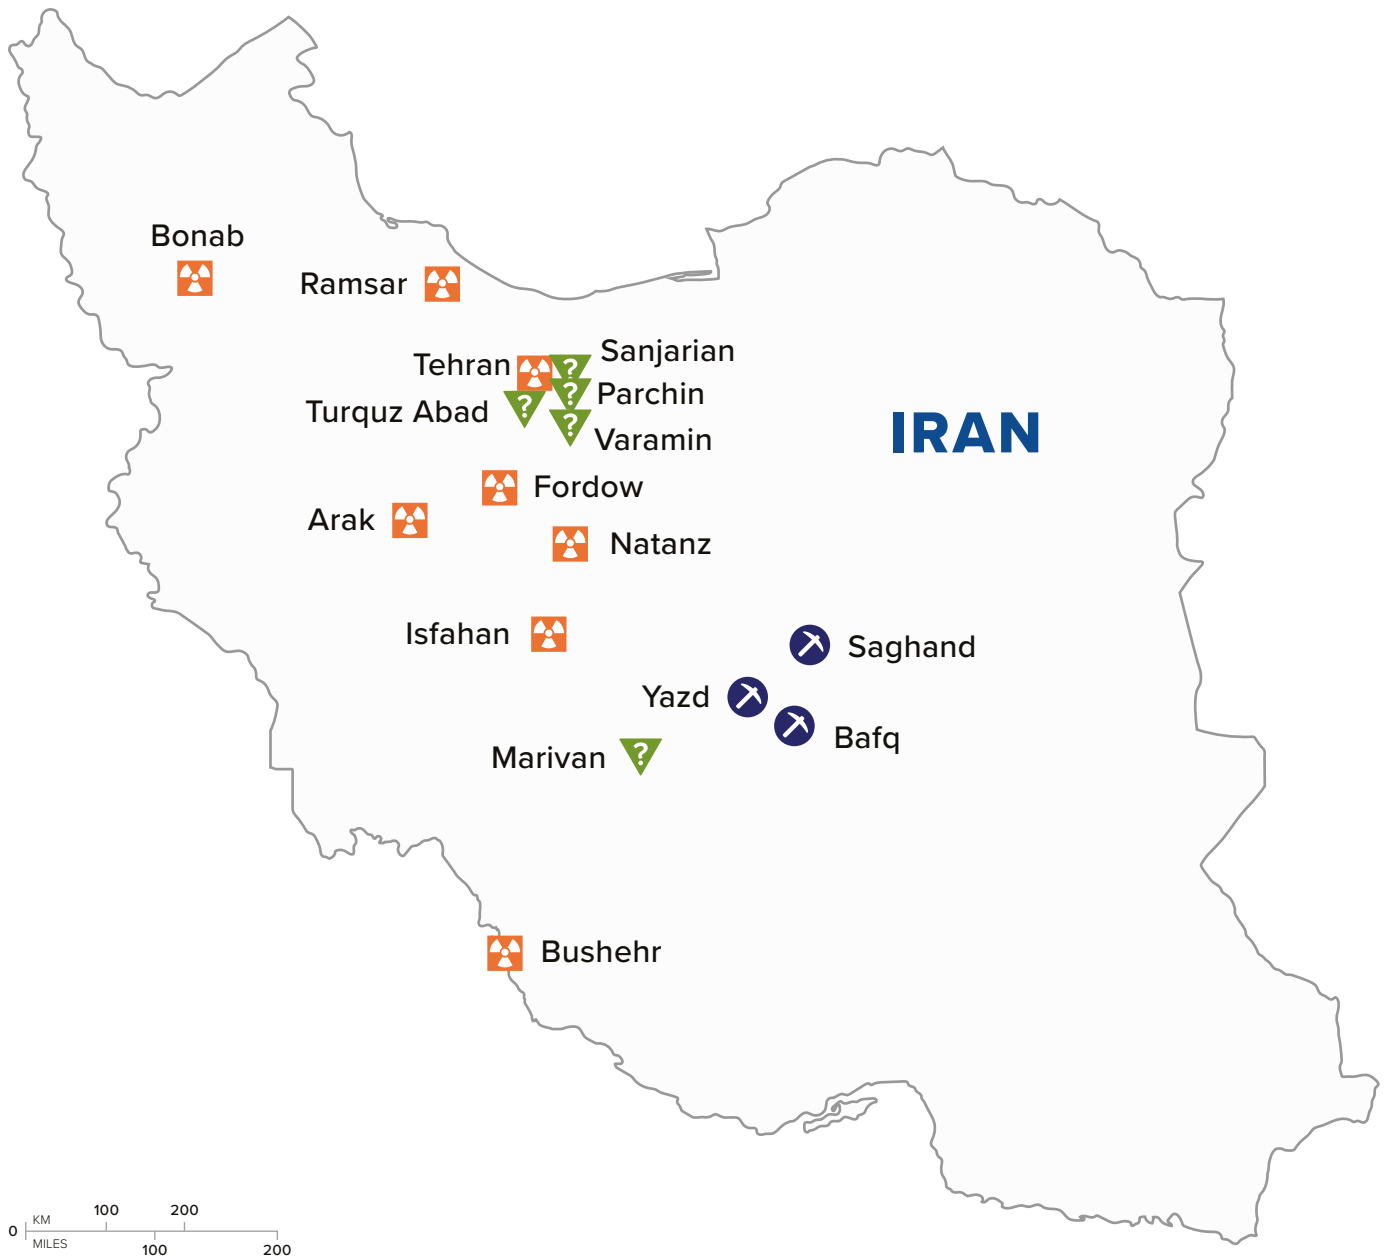 Bonab
Ramsar
Sanjarian
Tehran
Parchin
Turquz Abad
Varamin
IRAN
Fordow
Arak
Natanz
Isfahan
Saghand
Yazd
Bafq
Marivan
Bushehr
100 200
KM
0
MILES
100 200